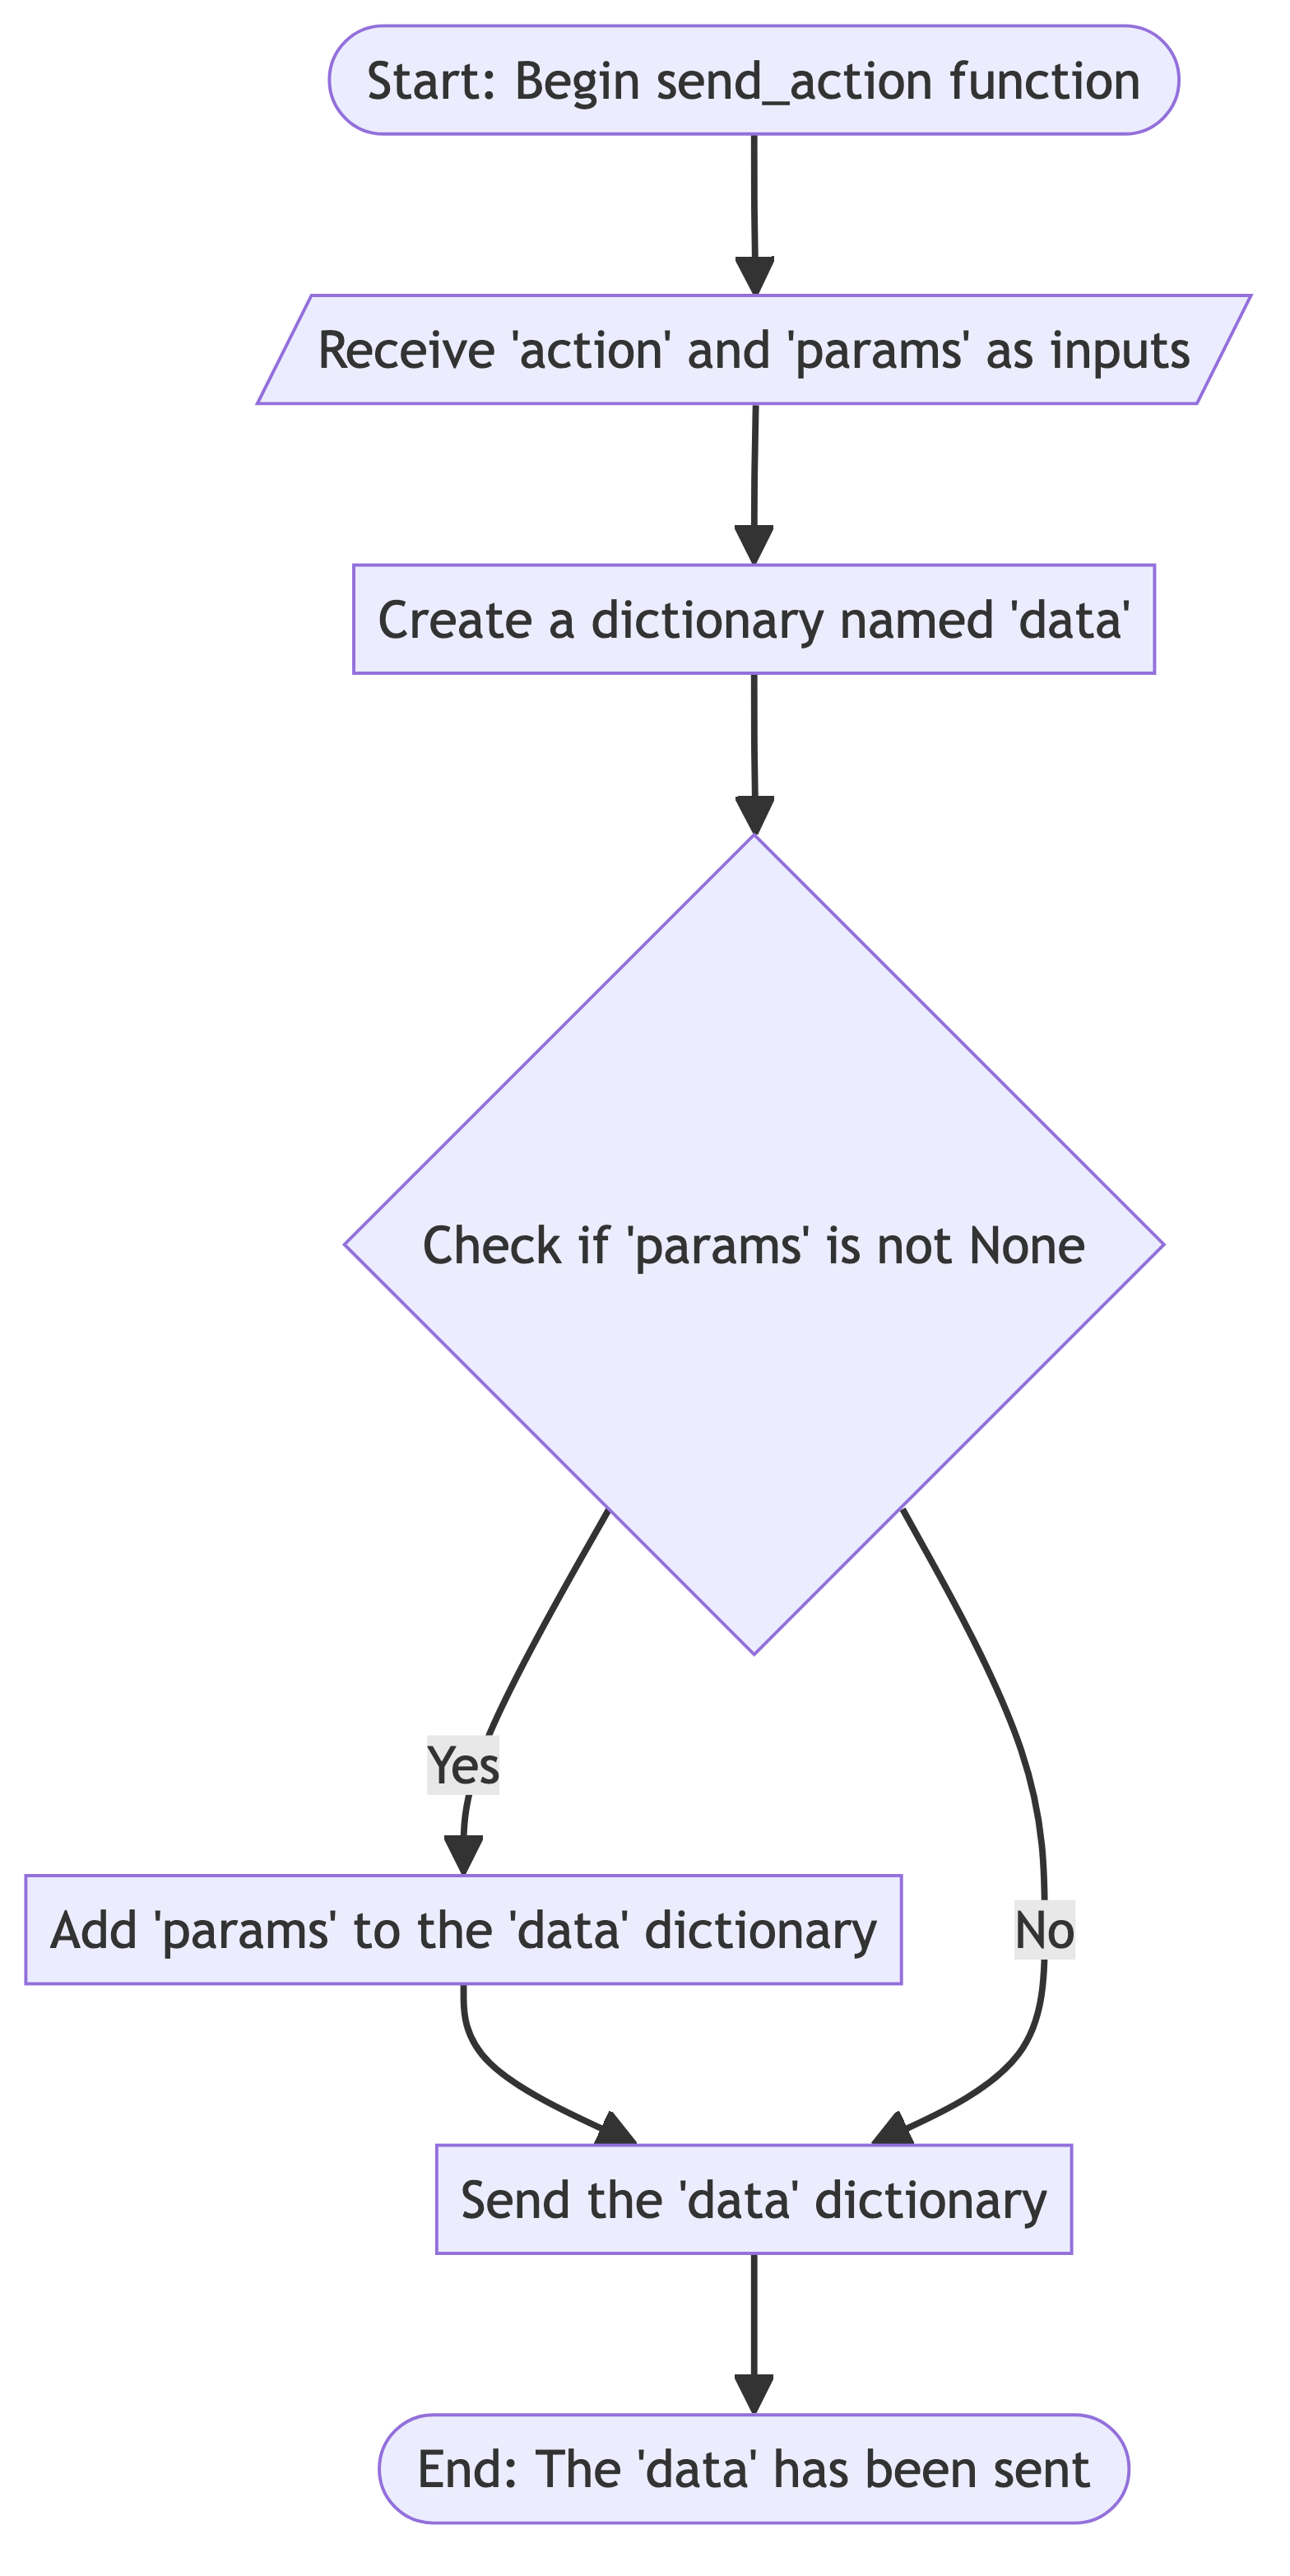 Start: Begin send_action function
Receive 'action' and 'params' as inputs
Create a dictionary named 'data'
Check if 'params' is not None
Yes
Add 'params' to the 'data' dictionary
No
Send the 'data' dictionary
End: The 'data' has been sent